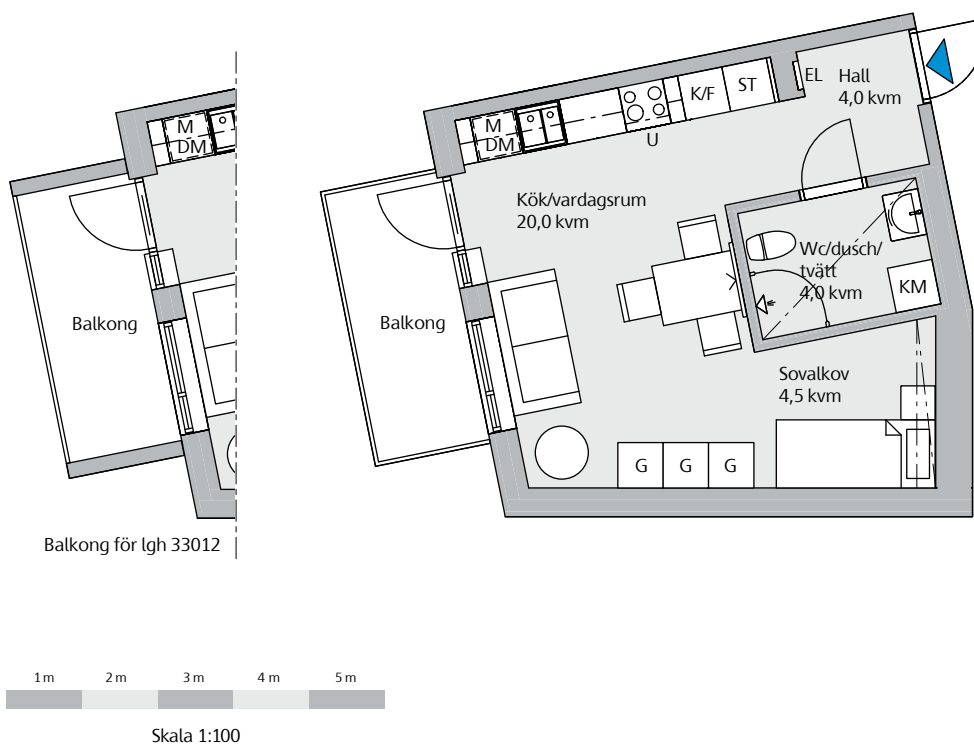 M
DM
Balkong
Balkong för lgh 33012
M
DM
U
K/F
ST
EL
Hall
4,0 kvm
Kök/vardagsrum
20,0 kvm
Wc/dusch/
tvätt
4,0 kvm
KM
Balkong
Sovalkov
4,5 kvm
G
G
G
1 m
2 m
3 m
4 m
5 m
Skala 1:100